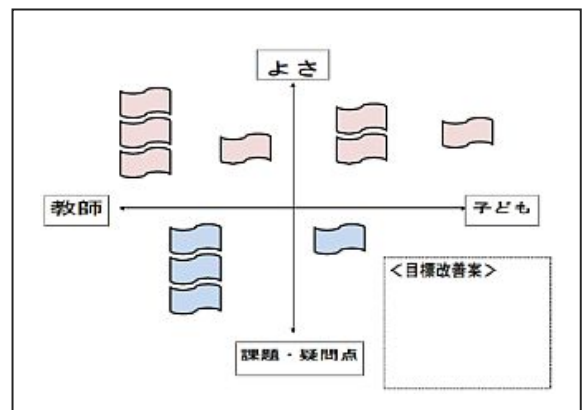 よさ
教師
子ども
＜目標改善案＞
課題・疑問点